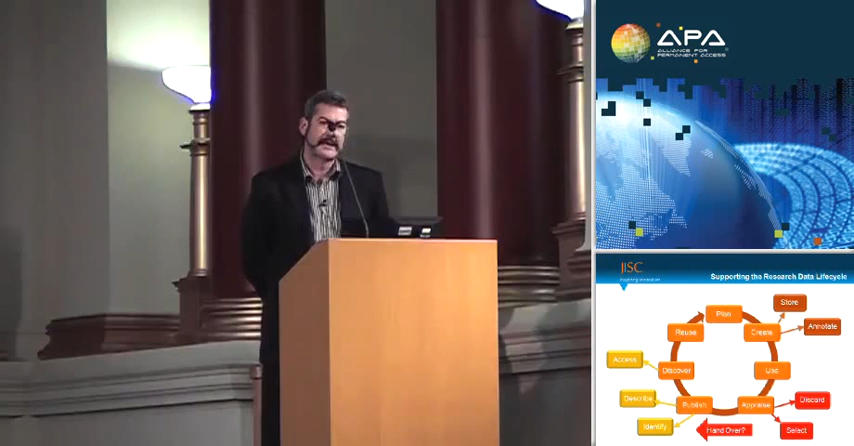 APA
ALLIANCE FOR
PERMANENT ACCESS
JISC
Supporting the Research Data Lifecycle
Plan
Store
Create
Annotate
Reuse
Access
Discover
Use
Describe
Publish
Appraise
Discard
Identify
Hand Over?
Select